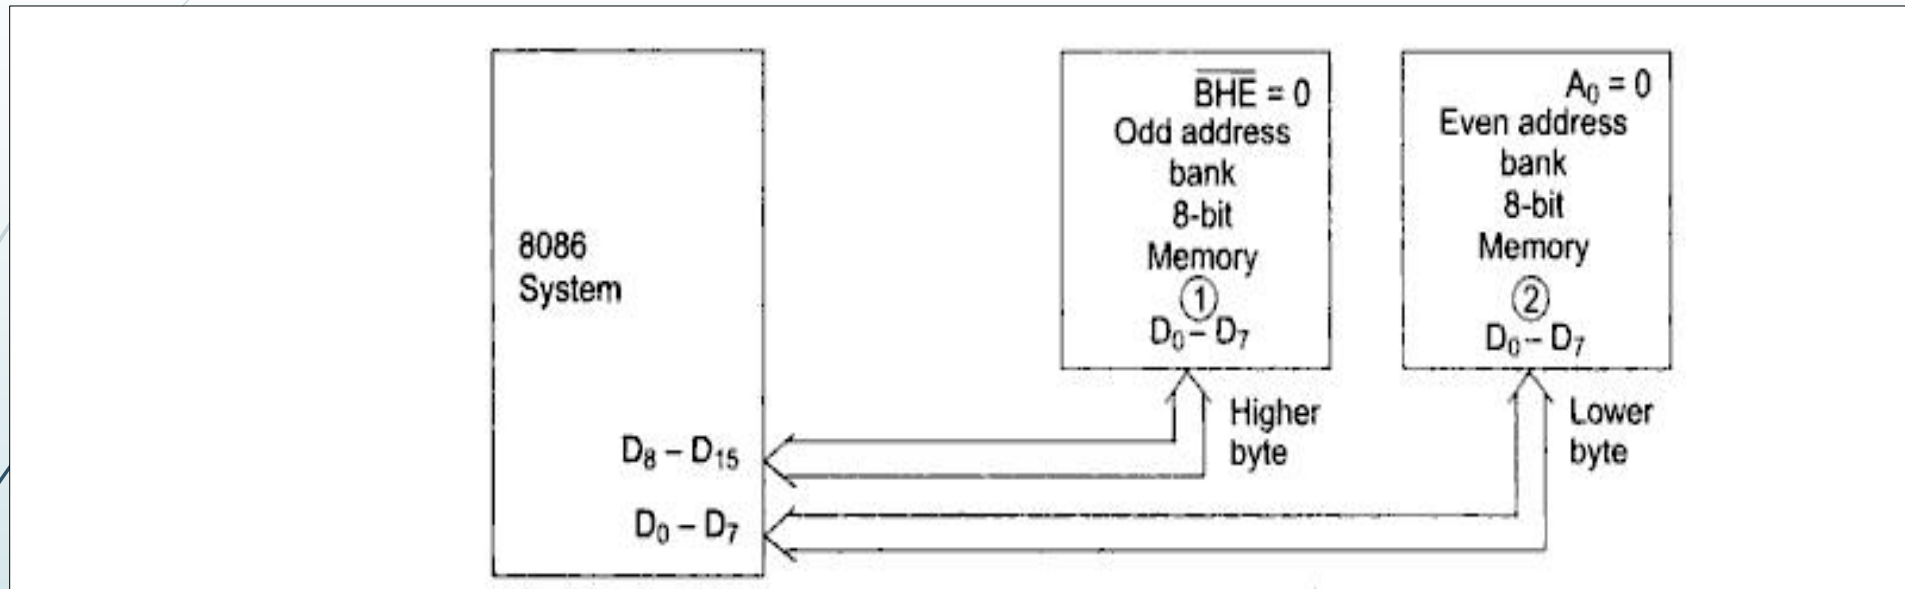 8086
System
D₈ – D₁₅
D₀ – D₇
B̅H̅E̅ = 0
Odd address
bank
8-bit
Memory
①
D₀ – D₇
Higher
byte
A₀ = 0
Even address
bank
8-bit
Memory
②
D₀ – D₇
Lower
byte